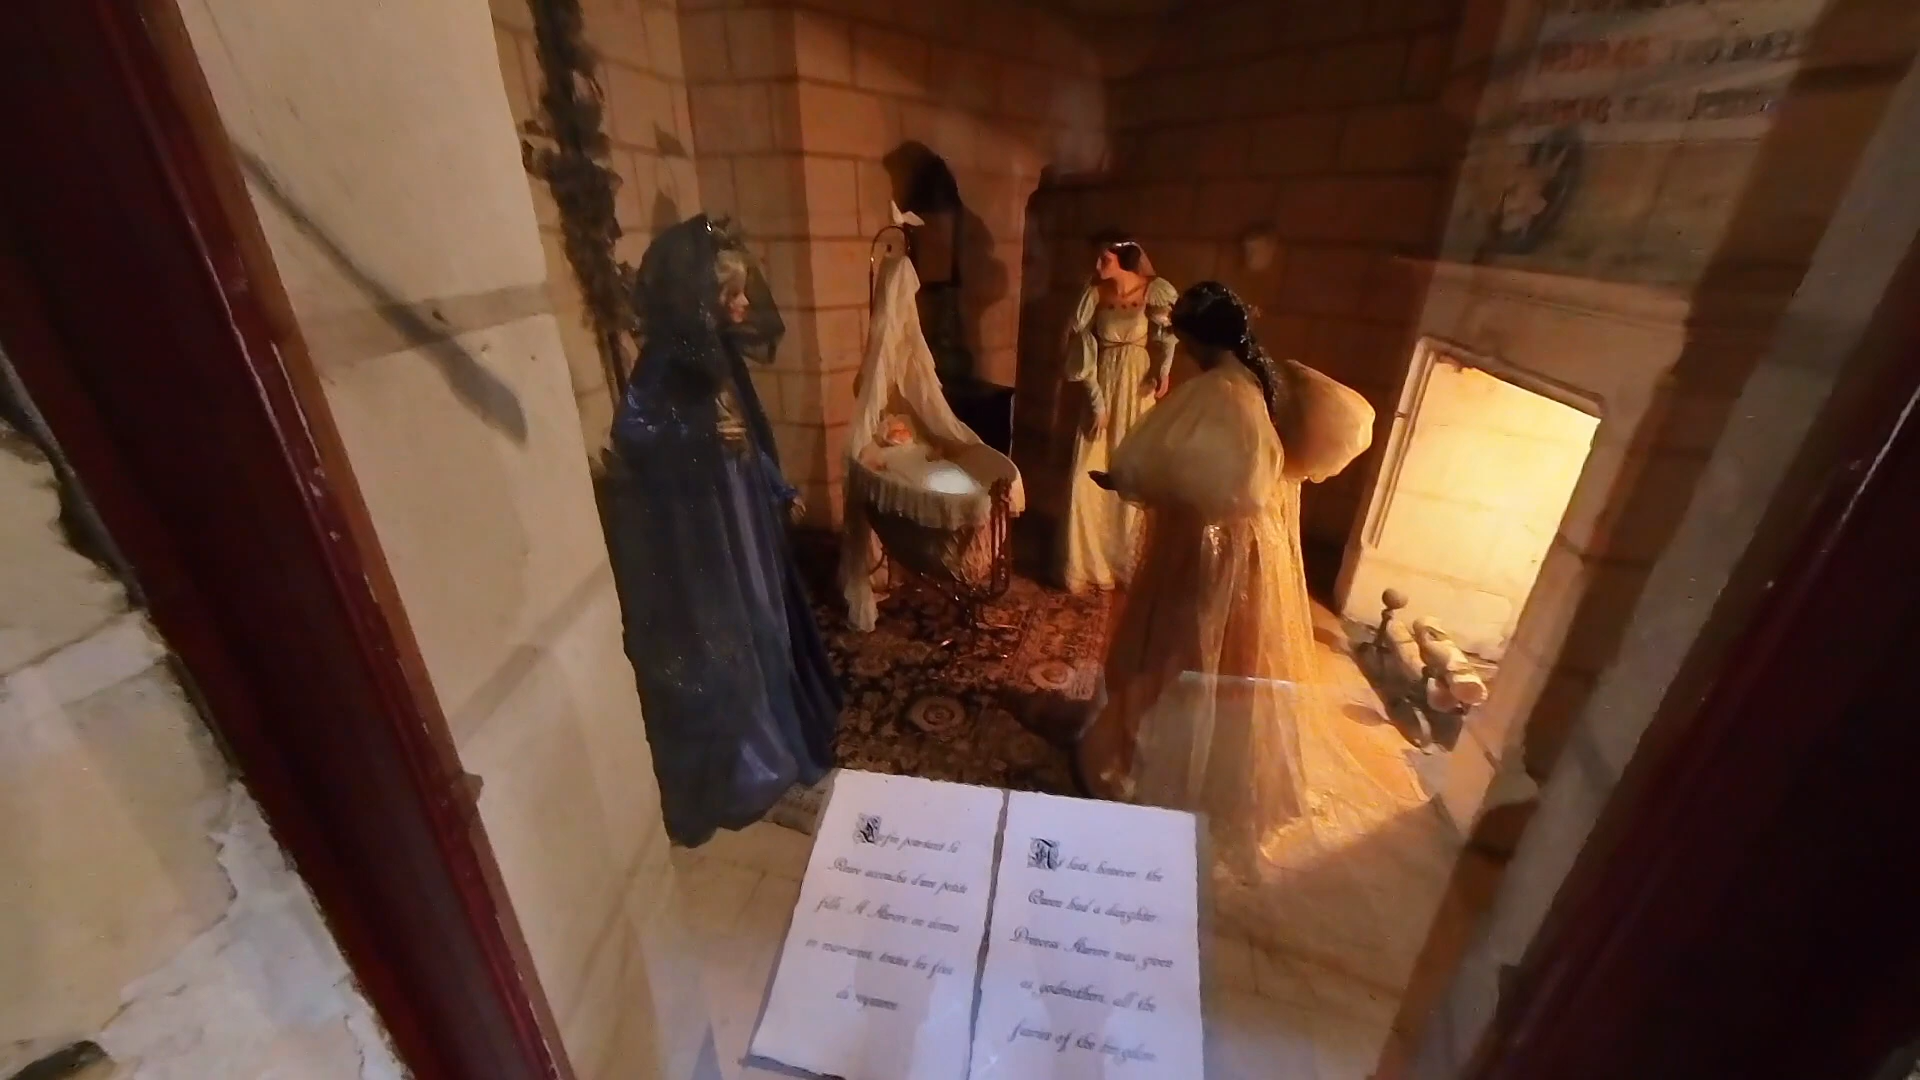 Enfin pourtant la
Reine accoucha d'une petite
fille. A Aurore on donna
en marraines, toutes les fées
du royaume
At last, however, the
Queen had a daughter.
Princess Aurore was given
as godmothers, all the
fairies of the kingdom